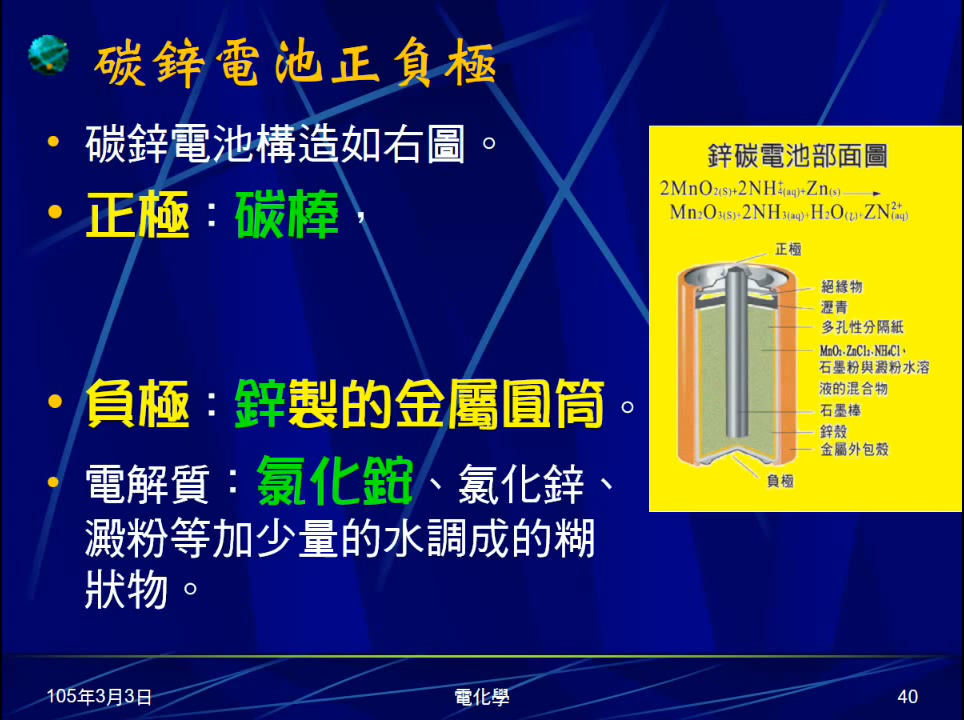 碳鋅電池正負極
• 碳鋅電池構造如右圖。
• 正極：碳棒，
• 負極：鋅製的金屬圓筒。
• 電解質：氯化銨、氯化鋅、
澱粉等加少量的水調成的糊
狀物。
鋅碳電池部面圖
2MnO2(S)+2NH4+(aq)+Zn(s)→
Mn2O3(S)+2NH3(aq)+H2O(ℓ)+ZN2+(aq)
正極
絕緣物
瀝青
多孔性分隔紙
MnO2、ZnCl2、NH4Cl、
石墨粉與澱粉水溶
液的混合物
石墨棒
鋅殼
金屬外包殼
負極
105年3月3日
電化學
40